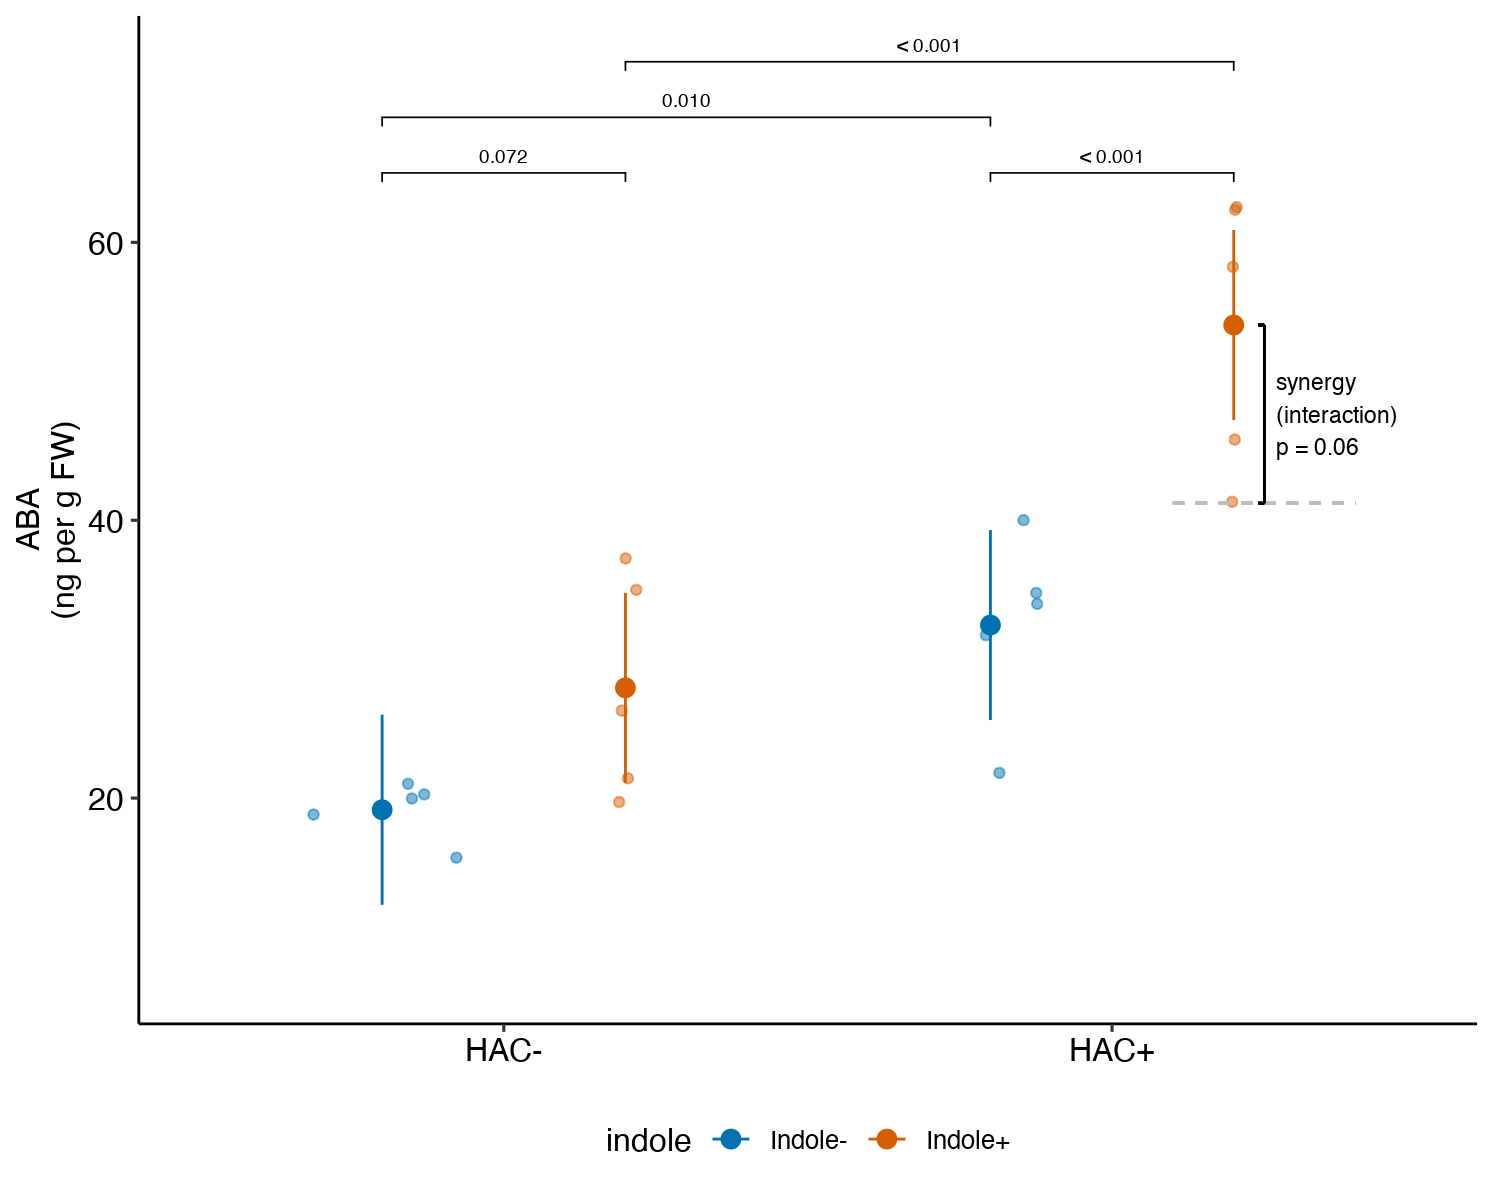 < 0.001
0.010
0.072
< 0.001
60
40
20
ABA
(ng per g FW)
synergy
(interaction)
p = 0.06
HAC-
HAC+
indole
Indole-
Indole+